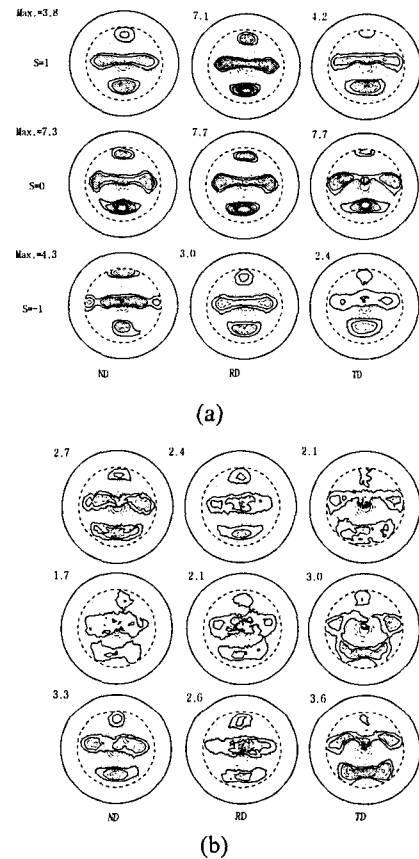 Max.=3.8 7.1 4.2
S=1
Max.=7.3 7.7 7.7
S=0
Max.=4.3 3.0 2.4
S=-1
ND RD TD
(a)
2.7 2.4 2.1
1.7 2.1 3.0
3.3 2.6 3.6
ND RD TD
(b)